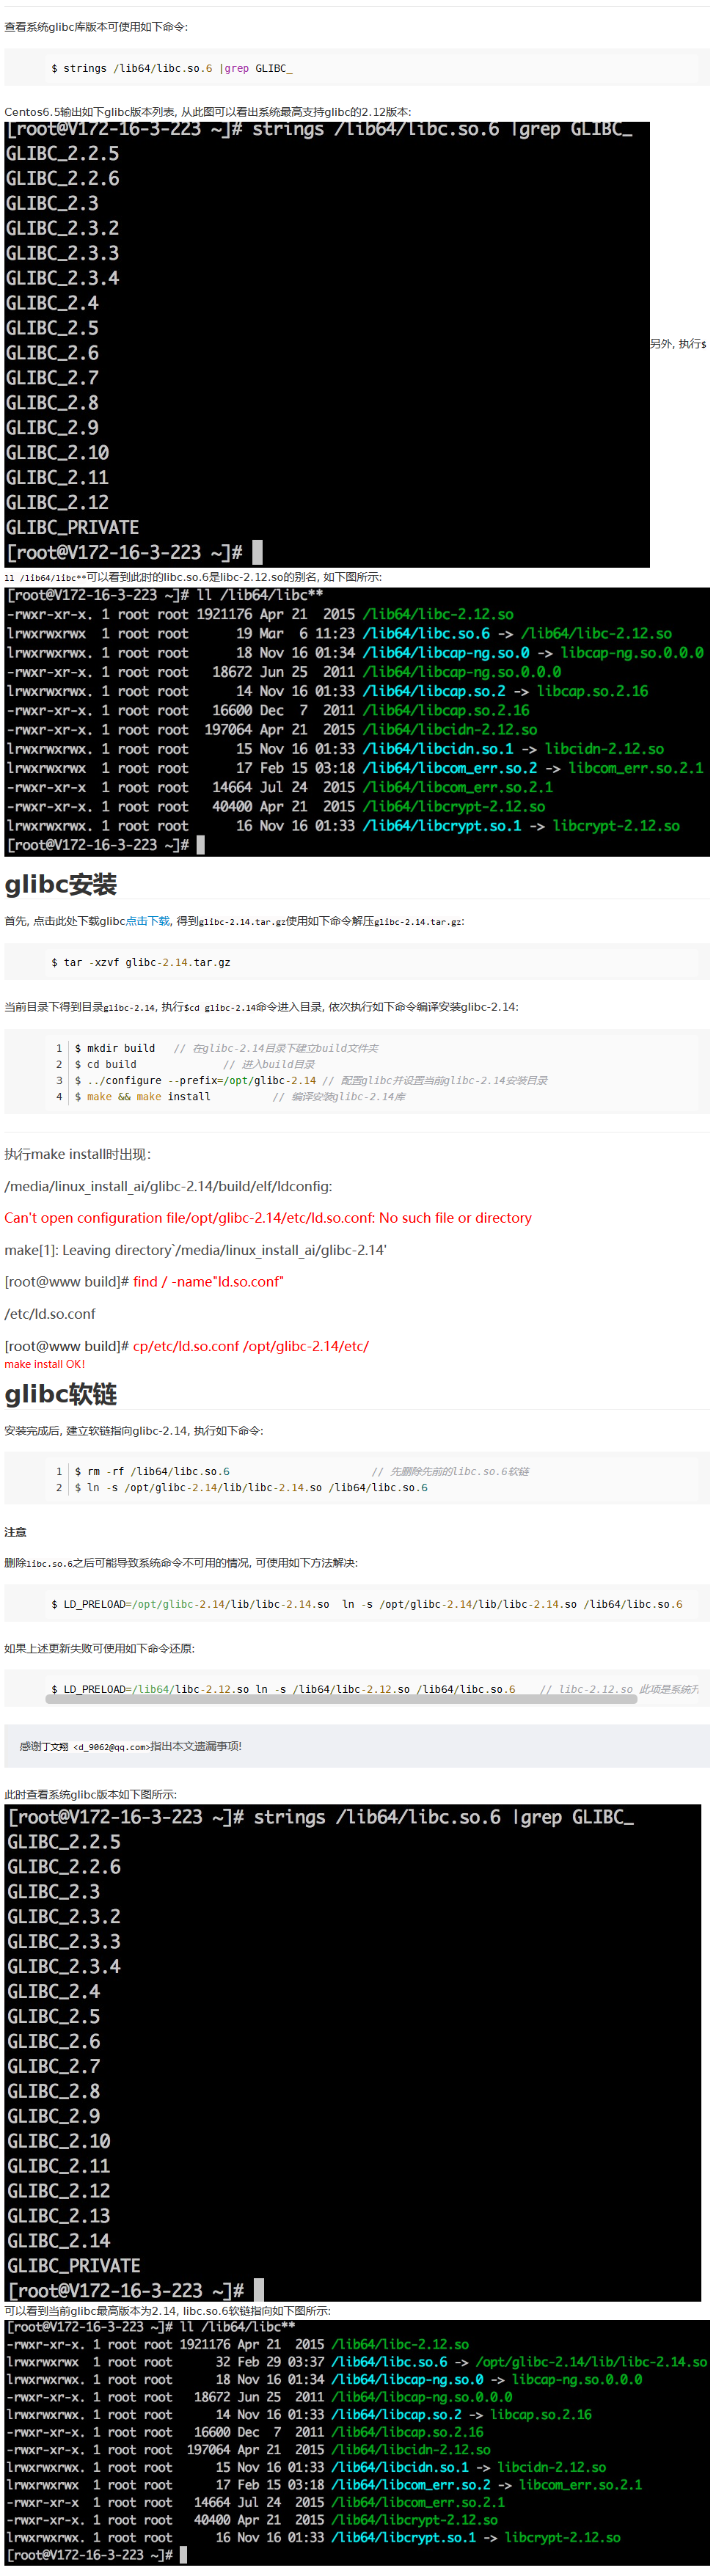 查看系统glibc库版本可使用如下命令:
$ strings /lib64/libc.so.6 |grep GLIBC_
Centos6.5输出如下glibc版本列表, 从此图可以看出系统最高支持glibc的2.12版本:
[root@V172-16-3-223 ~]# strings /lib64/libc.so.6 |grep GLIBC_
GLIBC_2.2.5
GLIBC_2.2.6
GLIBC_2.3
GLIBC_2.3.2
GLIBC_2.3.3
GLIBC_2.3.4
GLIBC_2.4
GLIBC_2.5
GLIBC_2.6
GLIBC_2.7
GLIBC_2.8
GLIBC_2.9
GLIBC_2.10
GLIBC_2.11
GLIBC_2.12
GLIBC_PRIVATE
[root@V172-16-3-223 ~]#
另外, 执行$
ll /lib64/libc**可以看到此时的libc.so.6是libc-2.12.so的别名, 如下图所示:
[root@V172-16-3-223 ~]# ll /lib64/libc**
-rwxr-xr-x. 1 root root 1921176 Apr 21  2015 /lib64/libc-2.12.so
lrwxrwxrwx  1 root root      19 Mar  6 11:23 /lib64/libc.so.6 -> /lib64/libc-2.12.so
lrwxrwxrwx. 1 root root      18 Nov 16 01:34 /lib64/libcap-ng.so.0 -> libcap-ng.so.0.0.0
-rwxr-xr-x. 1 root root   18672 Jun 25  2011 /lib64/libcap-ng.so.0.0.0
lrwxrwxrwx. 1 root root      14 Nov 16 01:33 /lib64/libcap.so.2 -> libcap.so.2.16
-rwxr-xr-x. 1 root root   16600 Dec  7  2011 /lib64/libcap.so.2.16
-rwxr-xr-x. 1 root root  197064 Apr 21  2015 /lib64/libcidn-2.12.so
lrwxrwxrwx. 1 root root      15 Nov 16 01:33 /lib64/libcidn.so.1 -> libcidn-2.12.so
lrwxrwxrwx. 1 root root      17 Feb 15 03:18 /lib64/libcom_err.so.2 -> libcom_err.so.2.1
-rwxr-xr-x. 1 root root   14664 Jul 24  2015 /lib64/libcom_err.so.2.1
-rwxr-xr-x. 1 root root   40400 Apr 21  2015 /lib64/libcrypt-2.12.so
lrwxrwxrwx. 1 root root      16 Nov 16 01:33 /lib64/libcrypt.so.1 -> libcrypt-2.12.so
[root@V172-16-3-223 ~]#
glibc安装
首先, 点击此处下载glibc点击下载, 得到glibc-2.14.tar.gz使用如下命令解压glibc-2.14.tar.gz:
$ tar -xzvf glibc-2.14.tar.gz
当前目录下得到目录glibc-2.14, 执行$cd glibc-2.14命令进入目录, 依次执行如下命令编译安装glibc-2.14:
1 $ mkdir build   // 在glibc-2.14目录下建立build文件夹
2 $ cd build              // 进入build目录
3 $ ../configure --prefix=/opt/glibc-2.14 // 配置glibc并设置当前glibc-2.14安装目录
4 $ make && make install          // 编译安装glibc-2.14库
执行make install时出现：
/media/linux_install_ai/glibc-2.14/build/elf/ldconfig:
Can't open configuration file/opt/glibc-2.14/etc/ld.so.conf: No such file or directory
make[1]: Leaving directory`/media/linux_install_ai/glibc-2.14'
[root@www build]# find / -name"ld.so.conf"
/etc/ld.so.conf
[root@www build]# cp/etc/ld.so.conf /opt/glibc-2.14/etc/
make install OK!
glibc软链
安装完成后, 建立软链指向glibc-2.14, 执行如下命令:
1 $ rm -rf /lib64/libc.so.6                       // 先删除先前的libc.so.6软链
2 $ ln -s /opt/glibc-2.14/lib/libc-2.14.so /lib64/libc.so.6
注意
删除libc.so.6之后可能导致系统命令不可用的情况, 可使用如下方法解决:
$ LD_PRELOAD=/opt/glibc-2.14/lib/libc-2.14.so  ln -s /opt/glibc-2.14/lib/libc-2.14.so /lib64/libc.so.6
如果上述更新失败可使用如下命令还原:
$ LD_PRELOAD=/lib64/libc-2.12.so ln -s /lib64/libc-2.12.so /lib64/libc.so.6    // libc-2.12.so 此项是系统升
感谢丁文翔 <d_9062@qq.com>指出本文遗漏事项!
此时查看系统glibc版本如下图所示:
[root@V172-16-3-223 ~]# strings /lib64/libc.so.6 |grep GLIBC_
GLIBC_2.2.5
GLIBC_2.2.6
GLIBC_2.3
GLIBC_2.3.2
GLIBC_2.3.3
GLIBC_2.3.4
GLIBC_2.4
GLIBC_2.5
GLIBC_2.6
GLIBC_2.7
GLIBC_2.8
GLIBC_2.9
GLIBC_2.10
GLIBC_2.11
GLIBC_2.12
GLIBC_2.13
GLIBC_2.14
GLIBC_PRIVATE
[root@V172-16-3-223 ~]#
可以看到当前glibc最高版本为2.14, libc.so.6软链指向如下图所示:
[root@V172-16-3-223 ~]# ll /lib64/libc**
-rwxr-xr-x. 1 root root 1921176 Apr 21  2015 /lib64/libc-2.12.so
lrwxrwxrwx  1 root root      32 Feb 29 03:37 /lib64/libc.so.6 -> /opt/glibc-2.14/lib/libc-2.14.so
lrwxrwxrwx. 1 root root      18 Nov 16 01:34 /lib64/libcap-ng.so.0 -> libcap-ng.so.0.0.0
-rwxr-xr-x. 1 root root   18672 Jun 25  2011 /lib64/libcap-ng.so.0.0.0
lrwxrwxrwx. 1 root root      14 Nov 16 01:33 /lib64/libcap.so.2 -> libcap.so.2.16
-rwxr-xr-x. 1 root root   16600 Dec  7  2011 /lib64/libcap.so.2.16
-rwxr-xr-x. 1 root root  197064 Apr 21  2015 /lib64/libcidn-2.12.so
lrwxrwxrwx. 1 root root      15 Nov 16 01:33 /lib64/libcidn.so.1 -> libcidn-2.12.so
lrwxrwxrwx  1 root root      17 Feb 15 03:18 /lib64/libcom_err.so.2 -> libcom_err.so.2.1
-rwxr-xr-x  1 root root   14664 Jul 24  2015 /lib64/libcom_err.so.2.1
-rwxr-xr-x. 1 root root   40400 Apr 21  2015 /lib64/libcrypt-2.12.so
lrwxrwxrwx. 1 root root      16 Nov 16 01:33 /lib64/libcrypt.so.1 -> libcrypt-2.12.so
[root@V172-16-3-223 ~]#